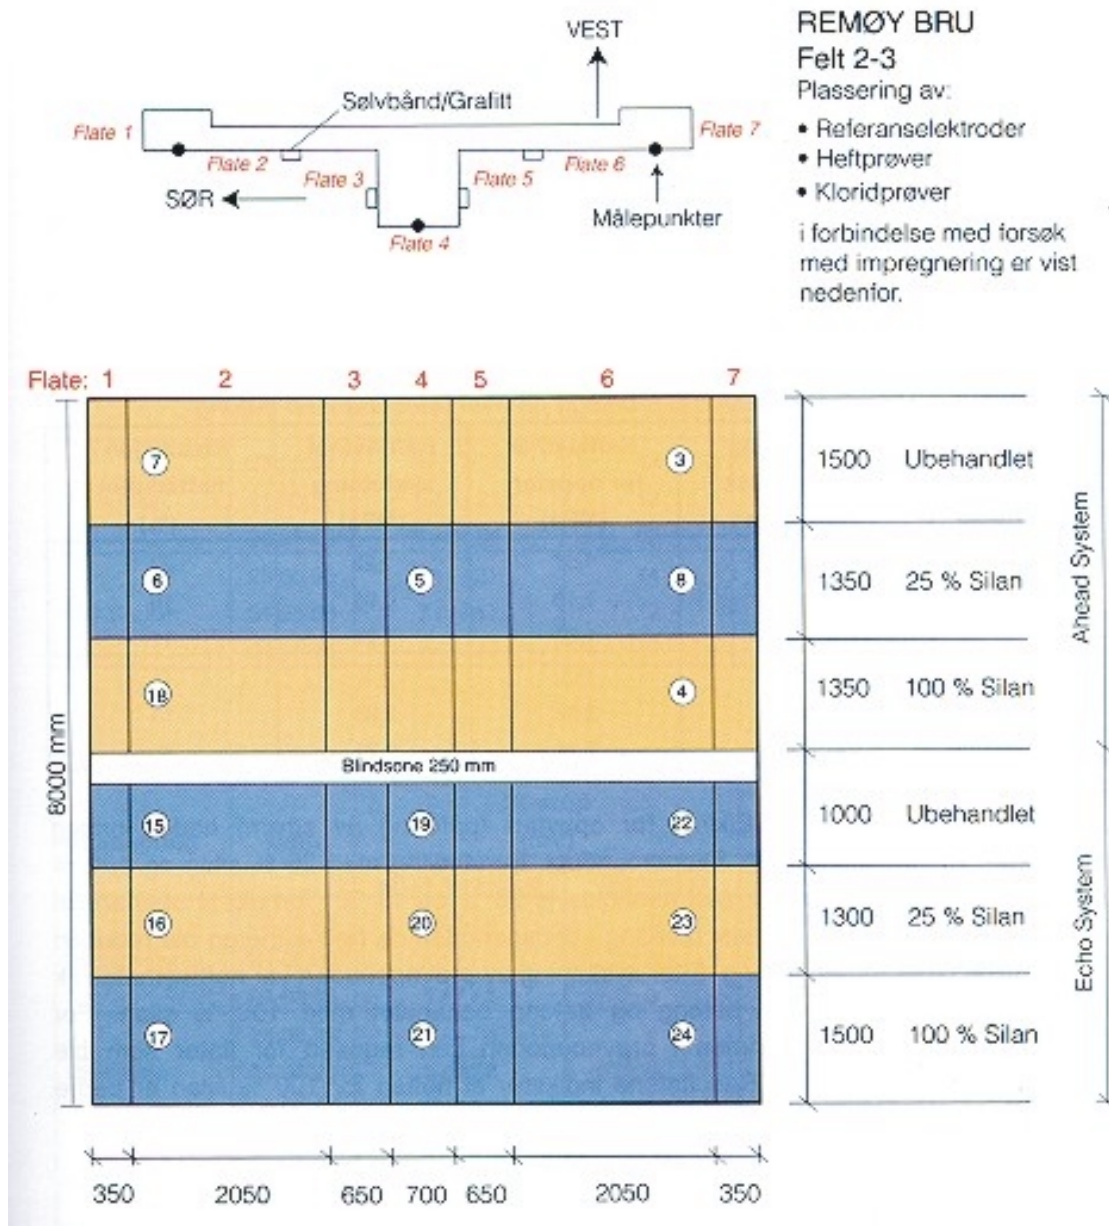 REMØY BRU
Felt 2-3
Plassering av:
• Referanselektroder
• Heftprøver
• Kloridprøver
i forbindelse med forsøk
med impregnering er vist
nedenfor.
VEST
Sølvbånd/Grafitt
Flate 1
Flate 7
Flate 2
Flate 6
Flate 3
Flate 5
SØR
Målepunkter
Flate 4
Flate: 1 2 3 4 5 6 7
7 3
1500 Ubehandlet
6 5 8
1350 25 % Silan
18 4
1350 100 % Silan
Ahead System
Blindsone 250 mm
8000 mm
15 19 22
1000 Ubehandlet
16 20 23
1300 25 % Silan
17 21 24
1500 100 % Silan
Echo System
350 2050 650 700 650 2050 350